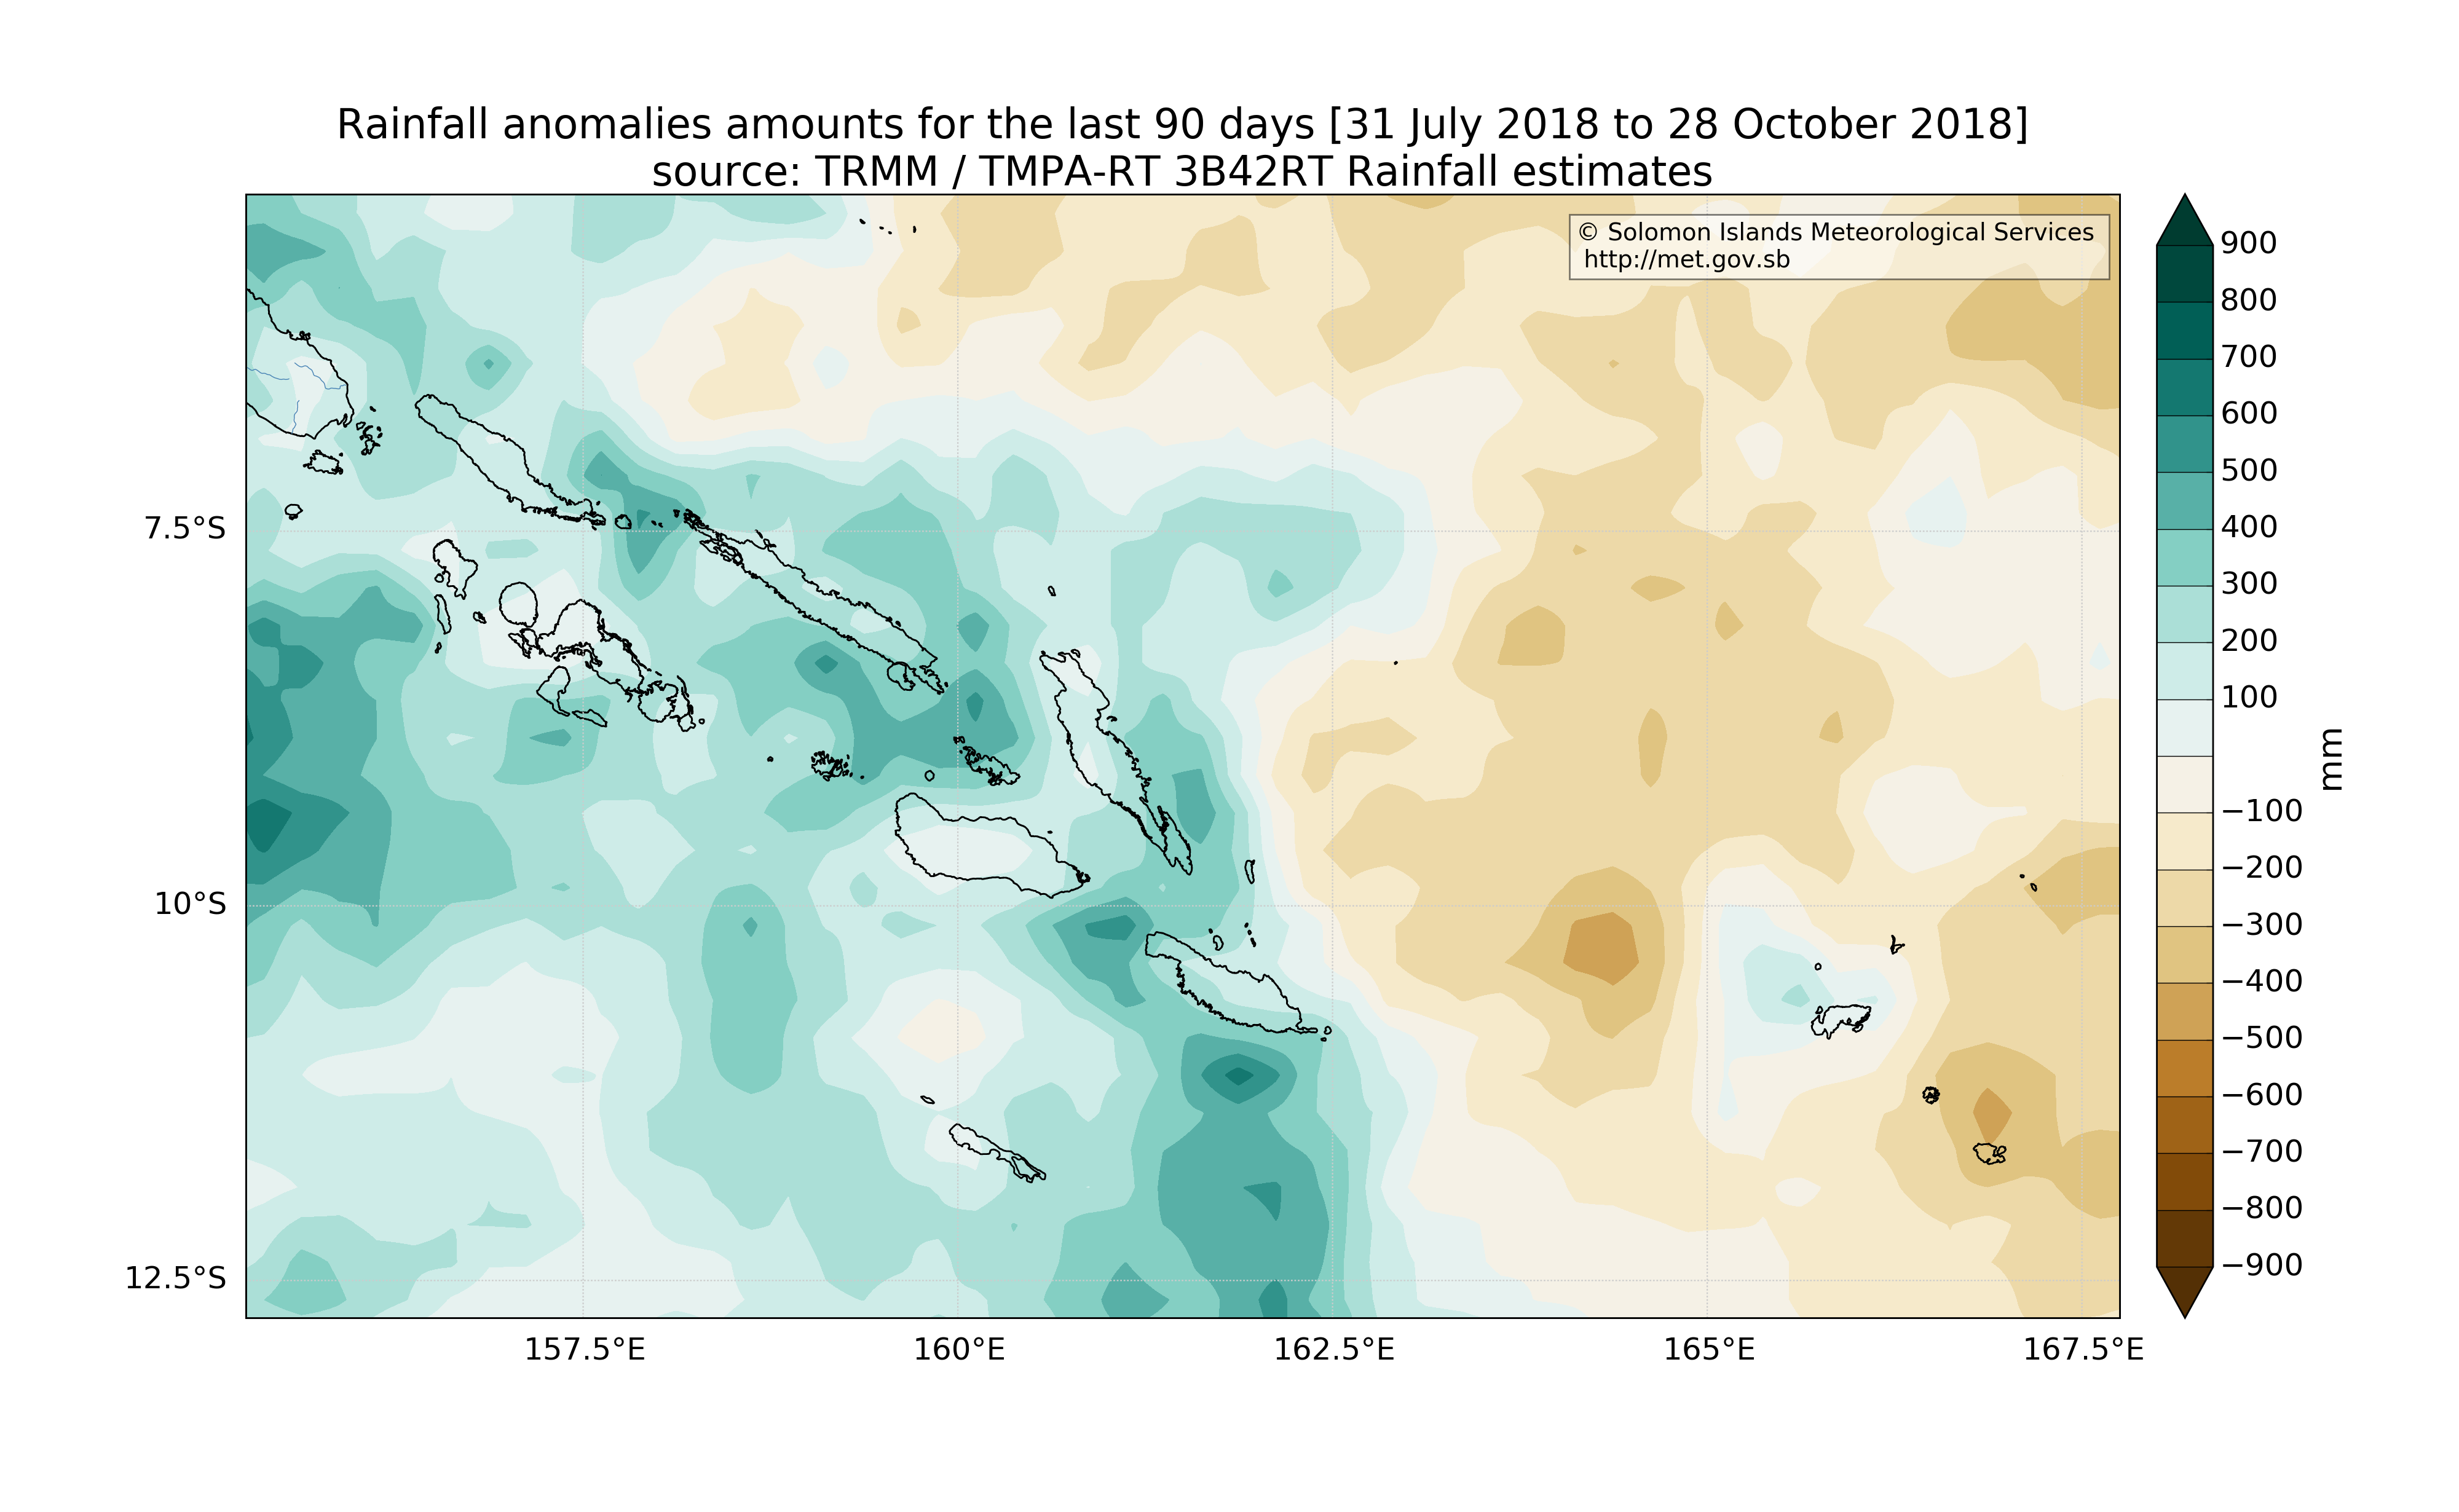 Rainfall anomalies amounts for the last 90 days [31 July 2018 to 28 October 2018]
source: TRMM / TMPA-RT 3B42RT Rainfall estimates
© Solomon Islands Meteorological Services
http://met.gov.sb
7.5°S
10°S
12.5°S
157.5°E
160°E
162.5°E
165°E
167.5°E
900
800
700
600
500
400
300
200
100
−100
−200
−300
−400
−500
−600
−700
−800
−900
mm